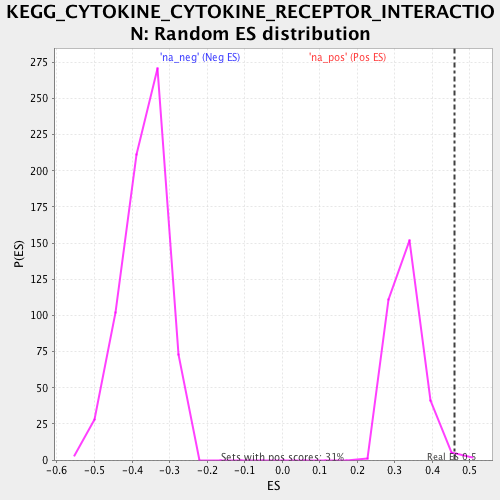 KEGG_CYTOKINE_CYTOKINE_RECEPTOR_INTERACTIO
N: Random ES distribution
'na_neg' (Neg ES) 'na_pos' (Pos ES)
275
250
225
200
175
150
125
100
75
50
25
0
P(ES)
Sets with pos scores: 31% Real ES 0.5
-0.6 -0.5 -0.4 -0.3 -0.2 -0.1 0.0 0.1 0.2 0.3 0.4 0.5
ES